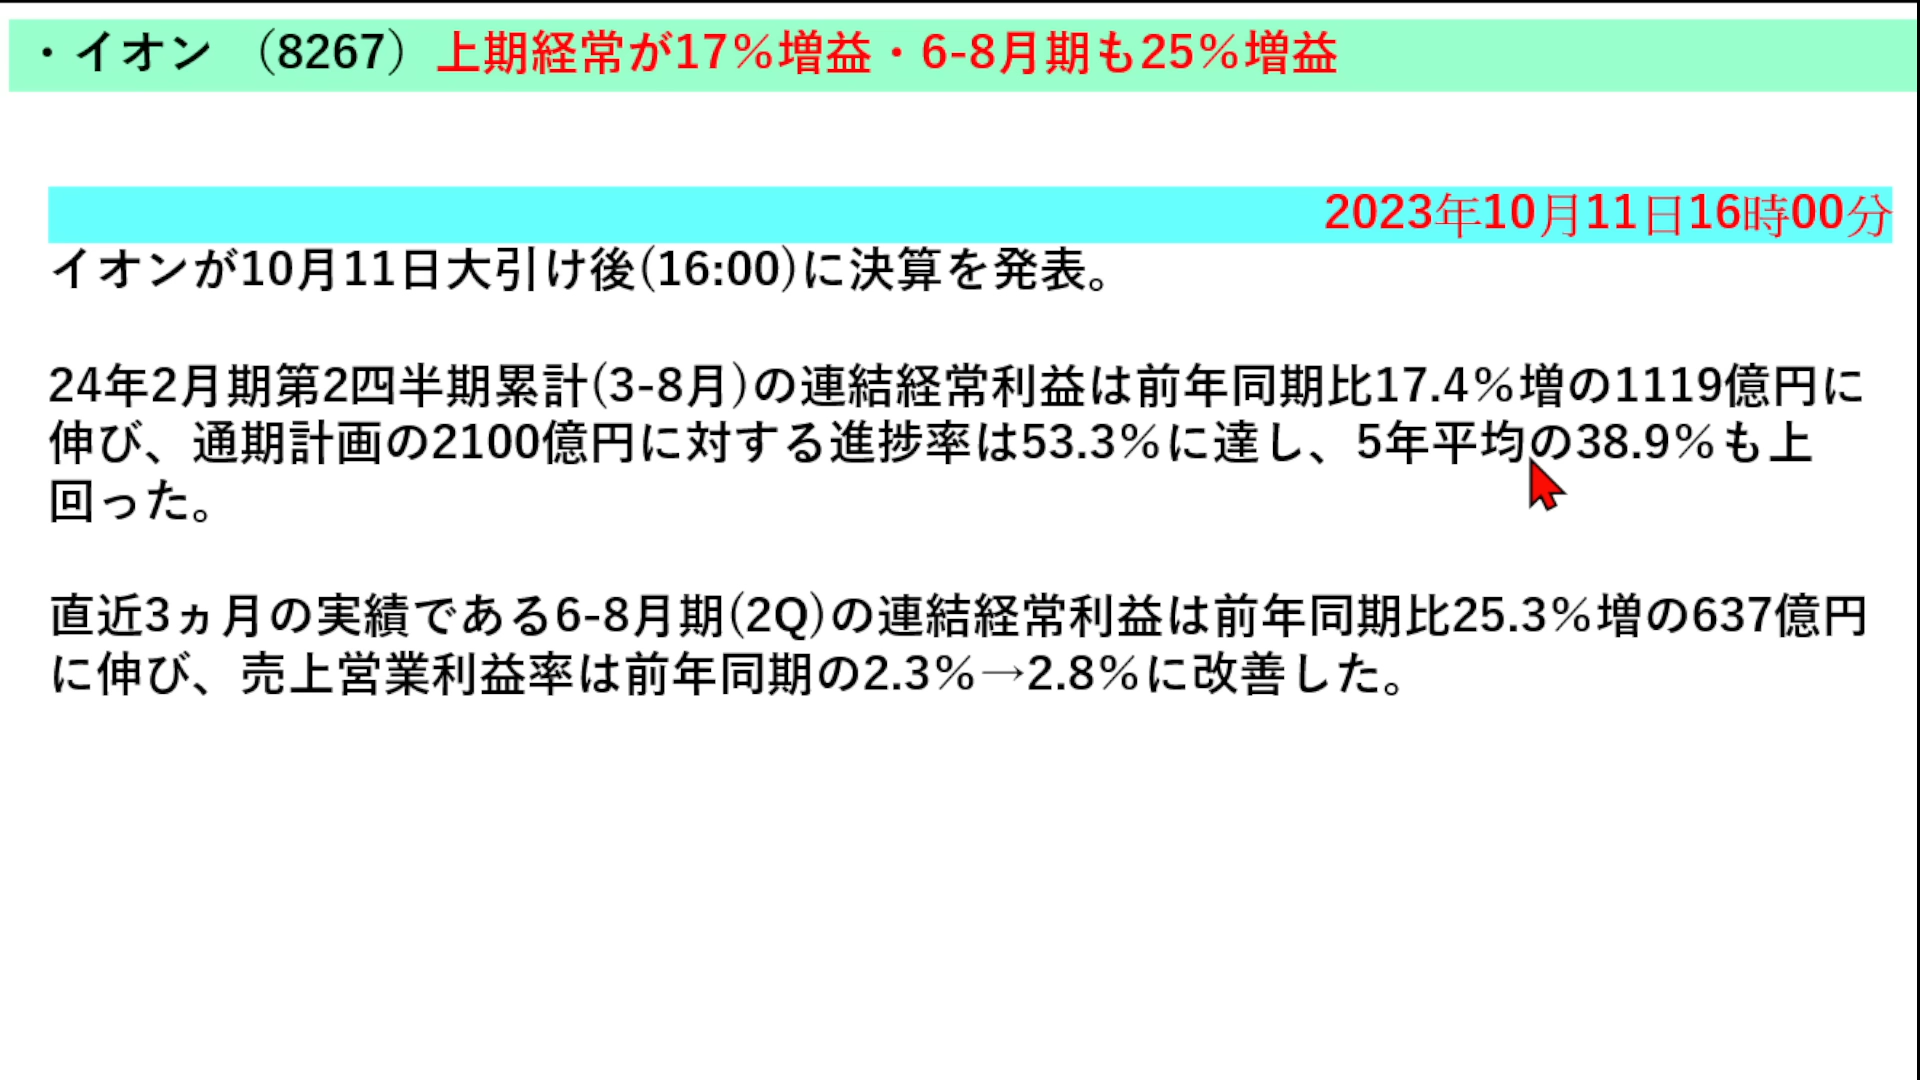 ・イオン （8267）上期経常が17％増益・6-8月期も25％増益
2023年10月11日16時00分
イオンが10月11日大引け後(16:00)に決算を発表。
24年2月期第2四半期累計(3-8月)の連結経常利益は前年同期比17.4％増の1119億円に
伸び、通期計画の2100億円に対する進捗率は53.3％に達し、5年平均の38.9％も上
回った。
直近3ヵ月の実績である6-8月期(2Q)の連結経常利益は前年同期比25.3％増の637億円
に伸び、売上営業利益率は前年同期の2.3％→2.8％に改善した。